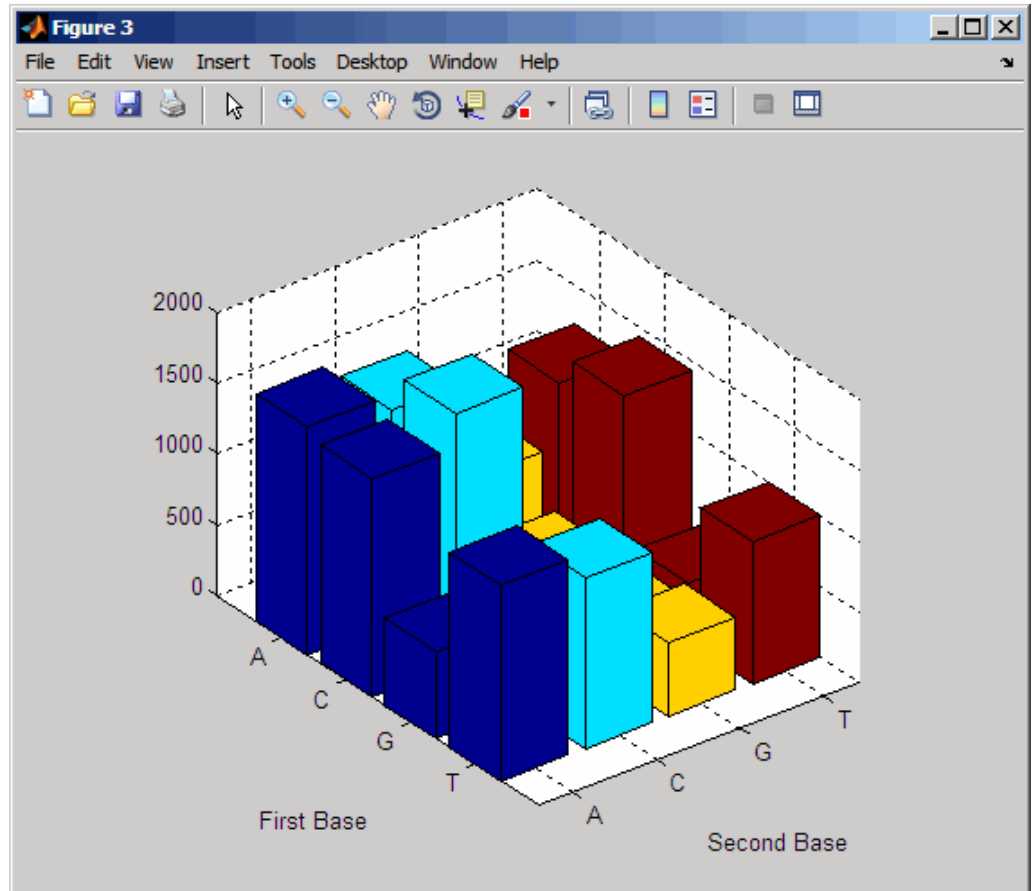 Figure 3
File Edit View Insert Tools Desktop Window Help
2000
1500
1000
500
0
A
C
G
T
First Base
A
C
G
T
Second Base